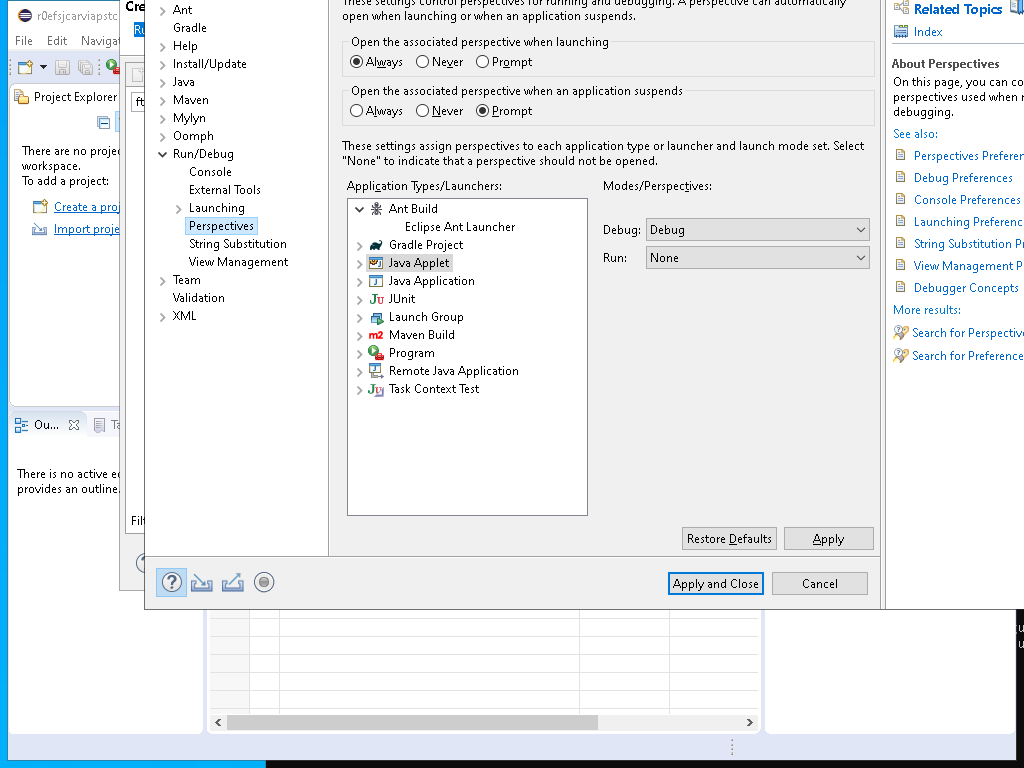 r0efsjcarviapstc
File Edit Navigat
Project Explorer
There are no proje
workspace.
To add a project:
Create a proj
Import proje
Ou...
Ta
There is no active ed
provides an outline.
Cre
Ru
Filt
Ant
Gradle
Help
Install/Update
Java
Maven
Mylyn
Oomph
Run/Debug
Console
External Tools
Launching
Perspectives
String Substitution
View Management
Team
Validation
XML
These settings control perspectives for running and debugging. A perspective can automatically
open when launching or when an application suspends.
Open the associated perspective when launching
Always Never Prompt
Open the associated perspective when an application suspends
Always Never Prompt
These settings assign perspectives to each application type or launcher and launch mode set. Select
"None" to indicate that a perspective should not be opened.
Application Types/Launchers:
Ant Build
Eclipse Ant Launcher
Gradle Project
Java Applet
Java Application
JUnit
Launch Group
Maven Build
Program
Remote Java Application
Task Context Test
Modes/Perspectives:
Debug: Debug
Run: None
Restore Defaults
Apply
Apply and Close
Cancel
Related Topics
Index
About Perspectives
On this page, you can co
perspectives used when r
debugging.
See also:
Perspectives Preferen
Debug Preferences
Console Preferences
Launching Preferenc
String Substitution Pr
View Management P
Debugger Concepts
More results:
Search for Perspective
Search for Preference